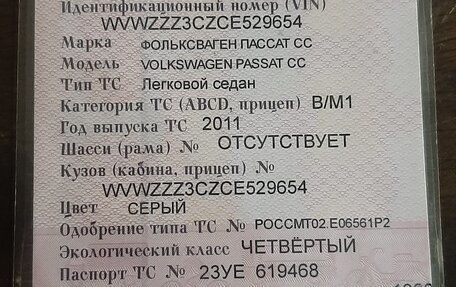 Идентификационный номер (VIN)
WVWZZZ3CZCE529654
Марка ФОЛЬКСВАГЕН ПАССАТ СС
Модель VOLKSWAGEN PASSAT CC
Тип ТС Легковой седан
Категория ТС (ABCD, прицеп) B/M1
Год выпуска ТС 2011
Шасси (рама) № ОТСУТСТВУЕТ
Кузов (кабина, прицеп) №
WVWZZZ3CZCE529654
Цвет СЕРЫЙ
Одобрение типа ТС № РОССMT02.E06561P2
Экологический класс ЧЕТВЁРТЫЙ
Паспорт ТС № 23УЕ 619468